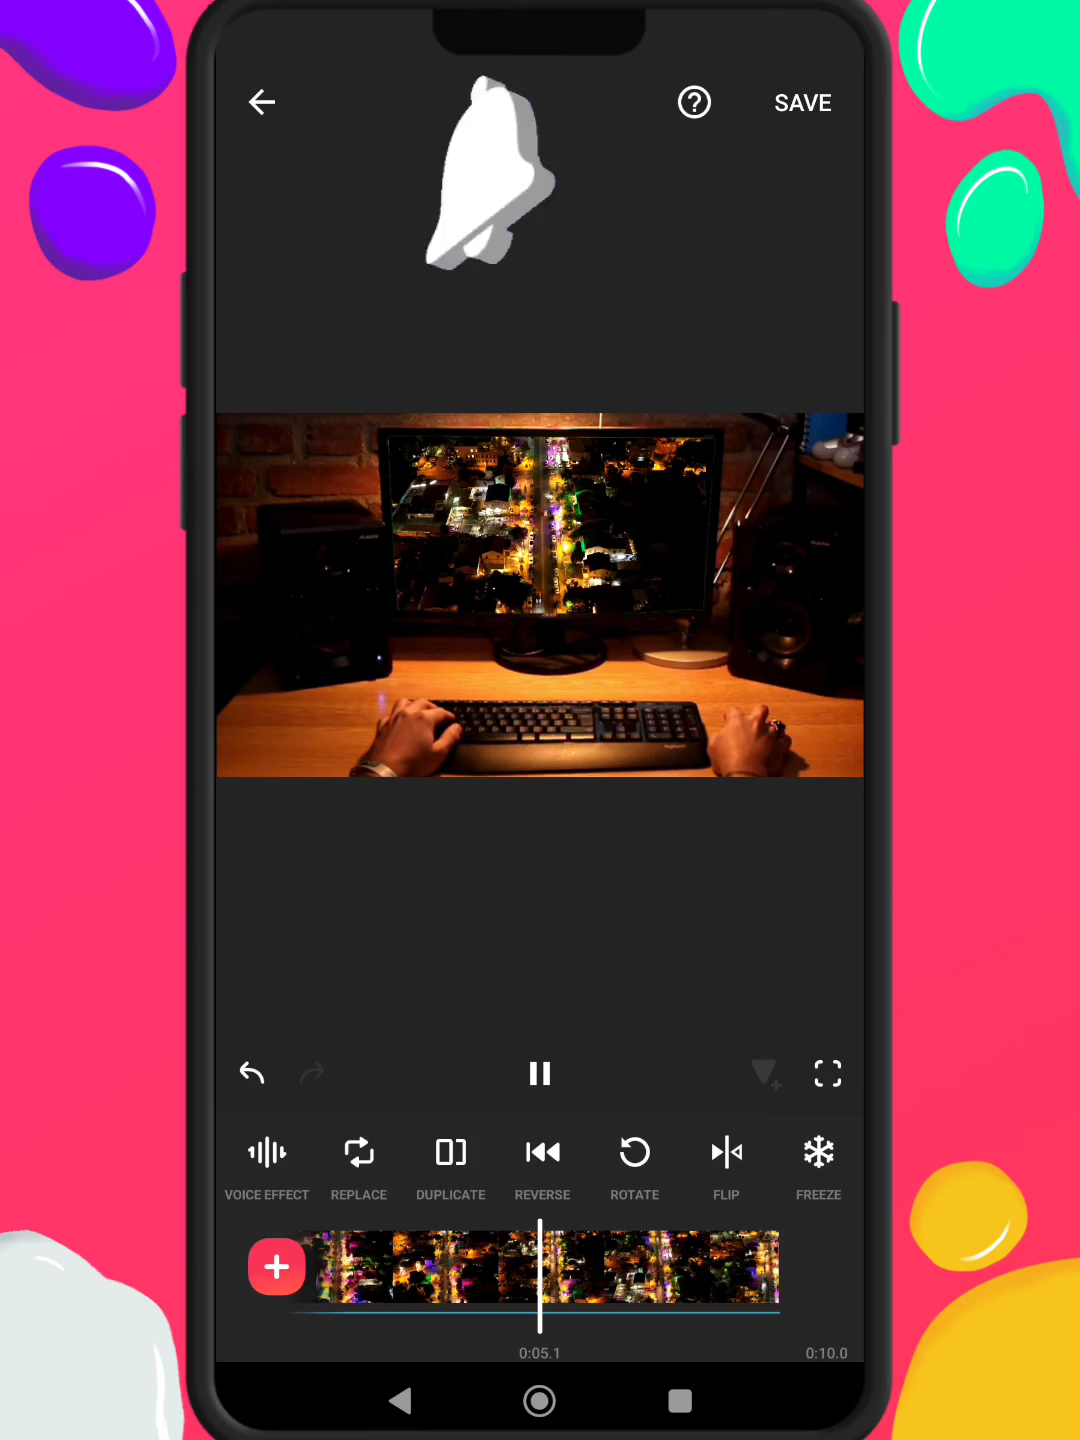 SAVE
VOICE EFFECT
REPLACE
DUPLICATE
REVERSE
ROTATE
FLIP
FREEZE
0:05.1
0:10.0